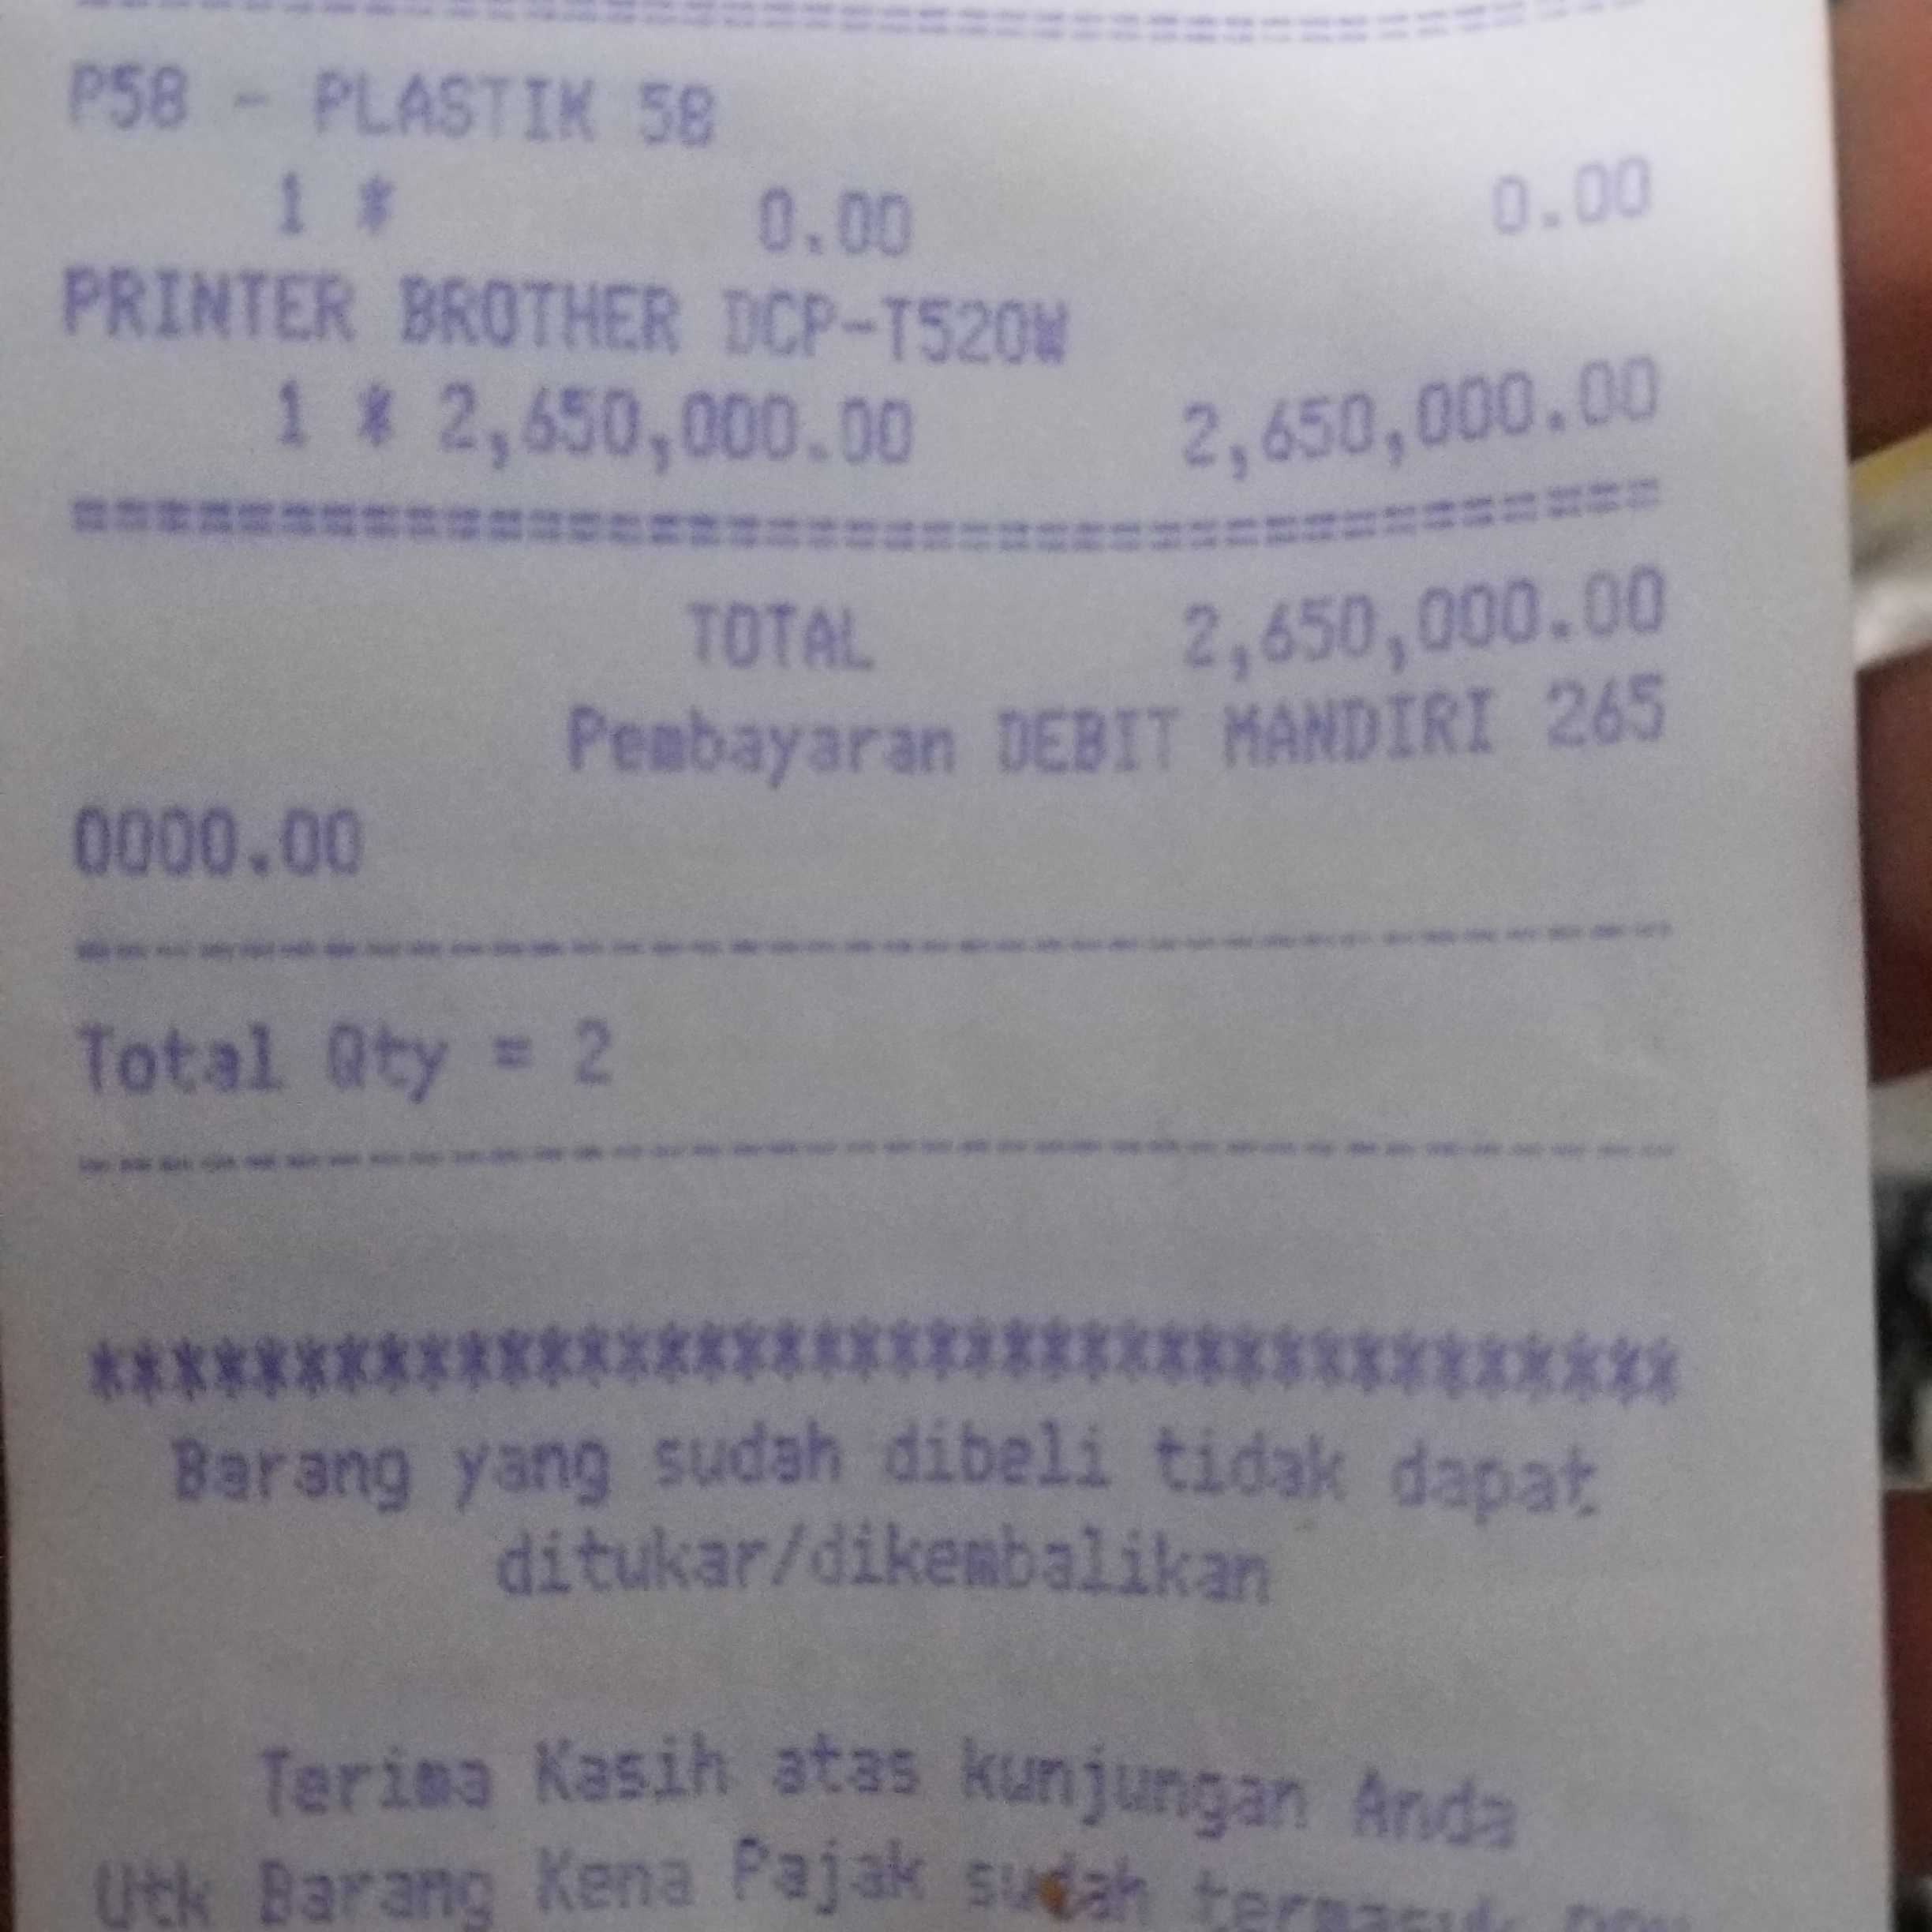 P58 - PLASTIK 58
1 * 0.00 0.00
PRINTER BROTHER DCP-T520W
1 * 2,650,000.00 2,650,000.00
TOTAL 2,650,000.00
Pembayaran DEBIT MANDIRI 265
0000.00
Total Qty = 2
***************************************
Barang yang sudah dibeli tidak dapat
ditukar/dikembalikan
Terima Kasih atas kunjungan Anda
Utk Barang Kena Pajak sudah termasuk